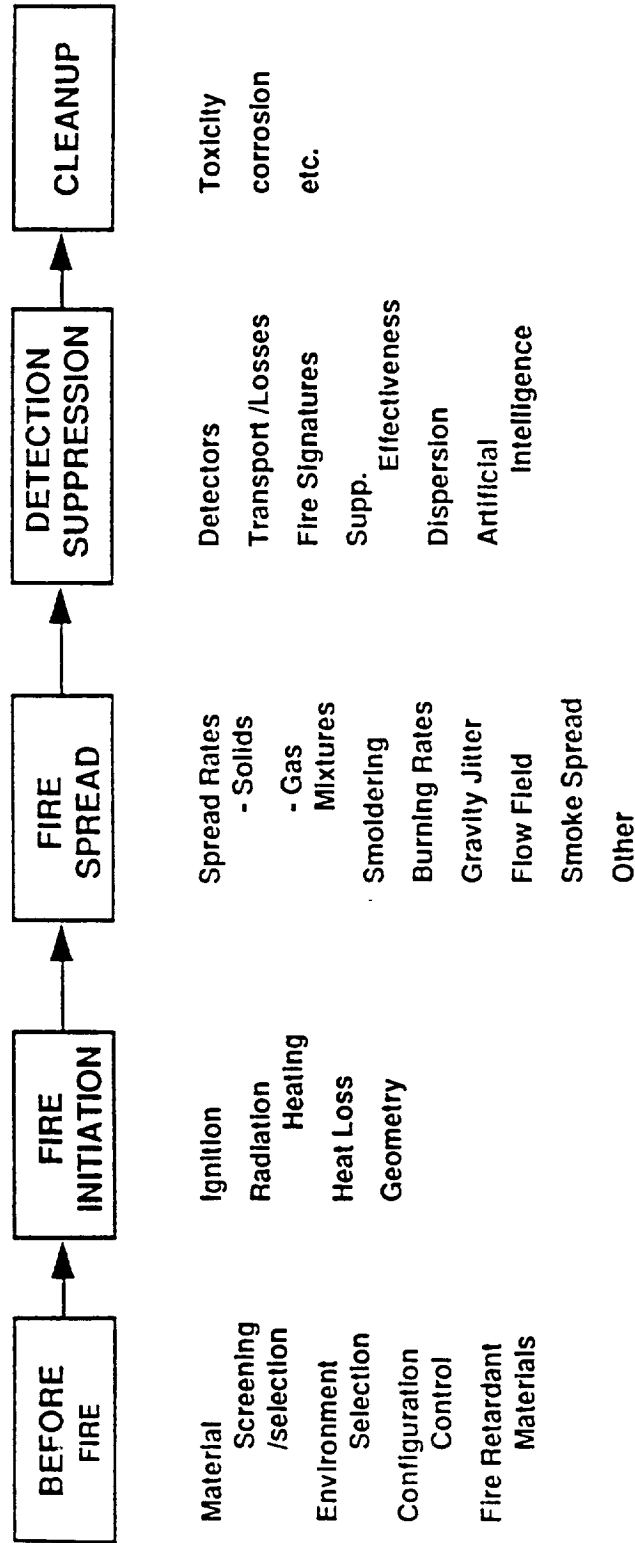 BEFORE
FIRE
Material
Screening
/selection
Environment
Selection
Configuration
Control
Fire Retardant
Materials
FIRE
INITIATION
Ignition
Radiation
Heating
Heat Loss
Geometry
FIRE
SPREAD
Spread Rates
- Solids
- Gas
Mixtures
Smoldering
Burning Rates
Gravity Jitter
Flow Field
Smoke Spread
Other
DETECTION
SUPPRESSION
Detectors
Transport /Losses
Fire Signatures
Supp.
Effectiveness
Dispersion
Artificial
Intelligence
CLEANUP
Toxicity
corrosion
etc.